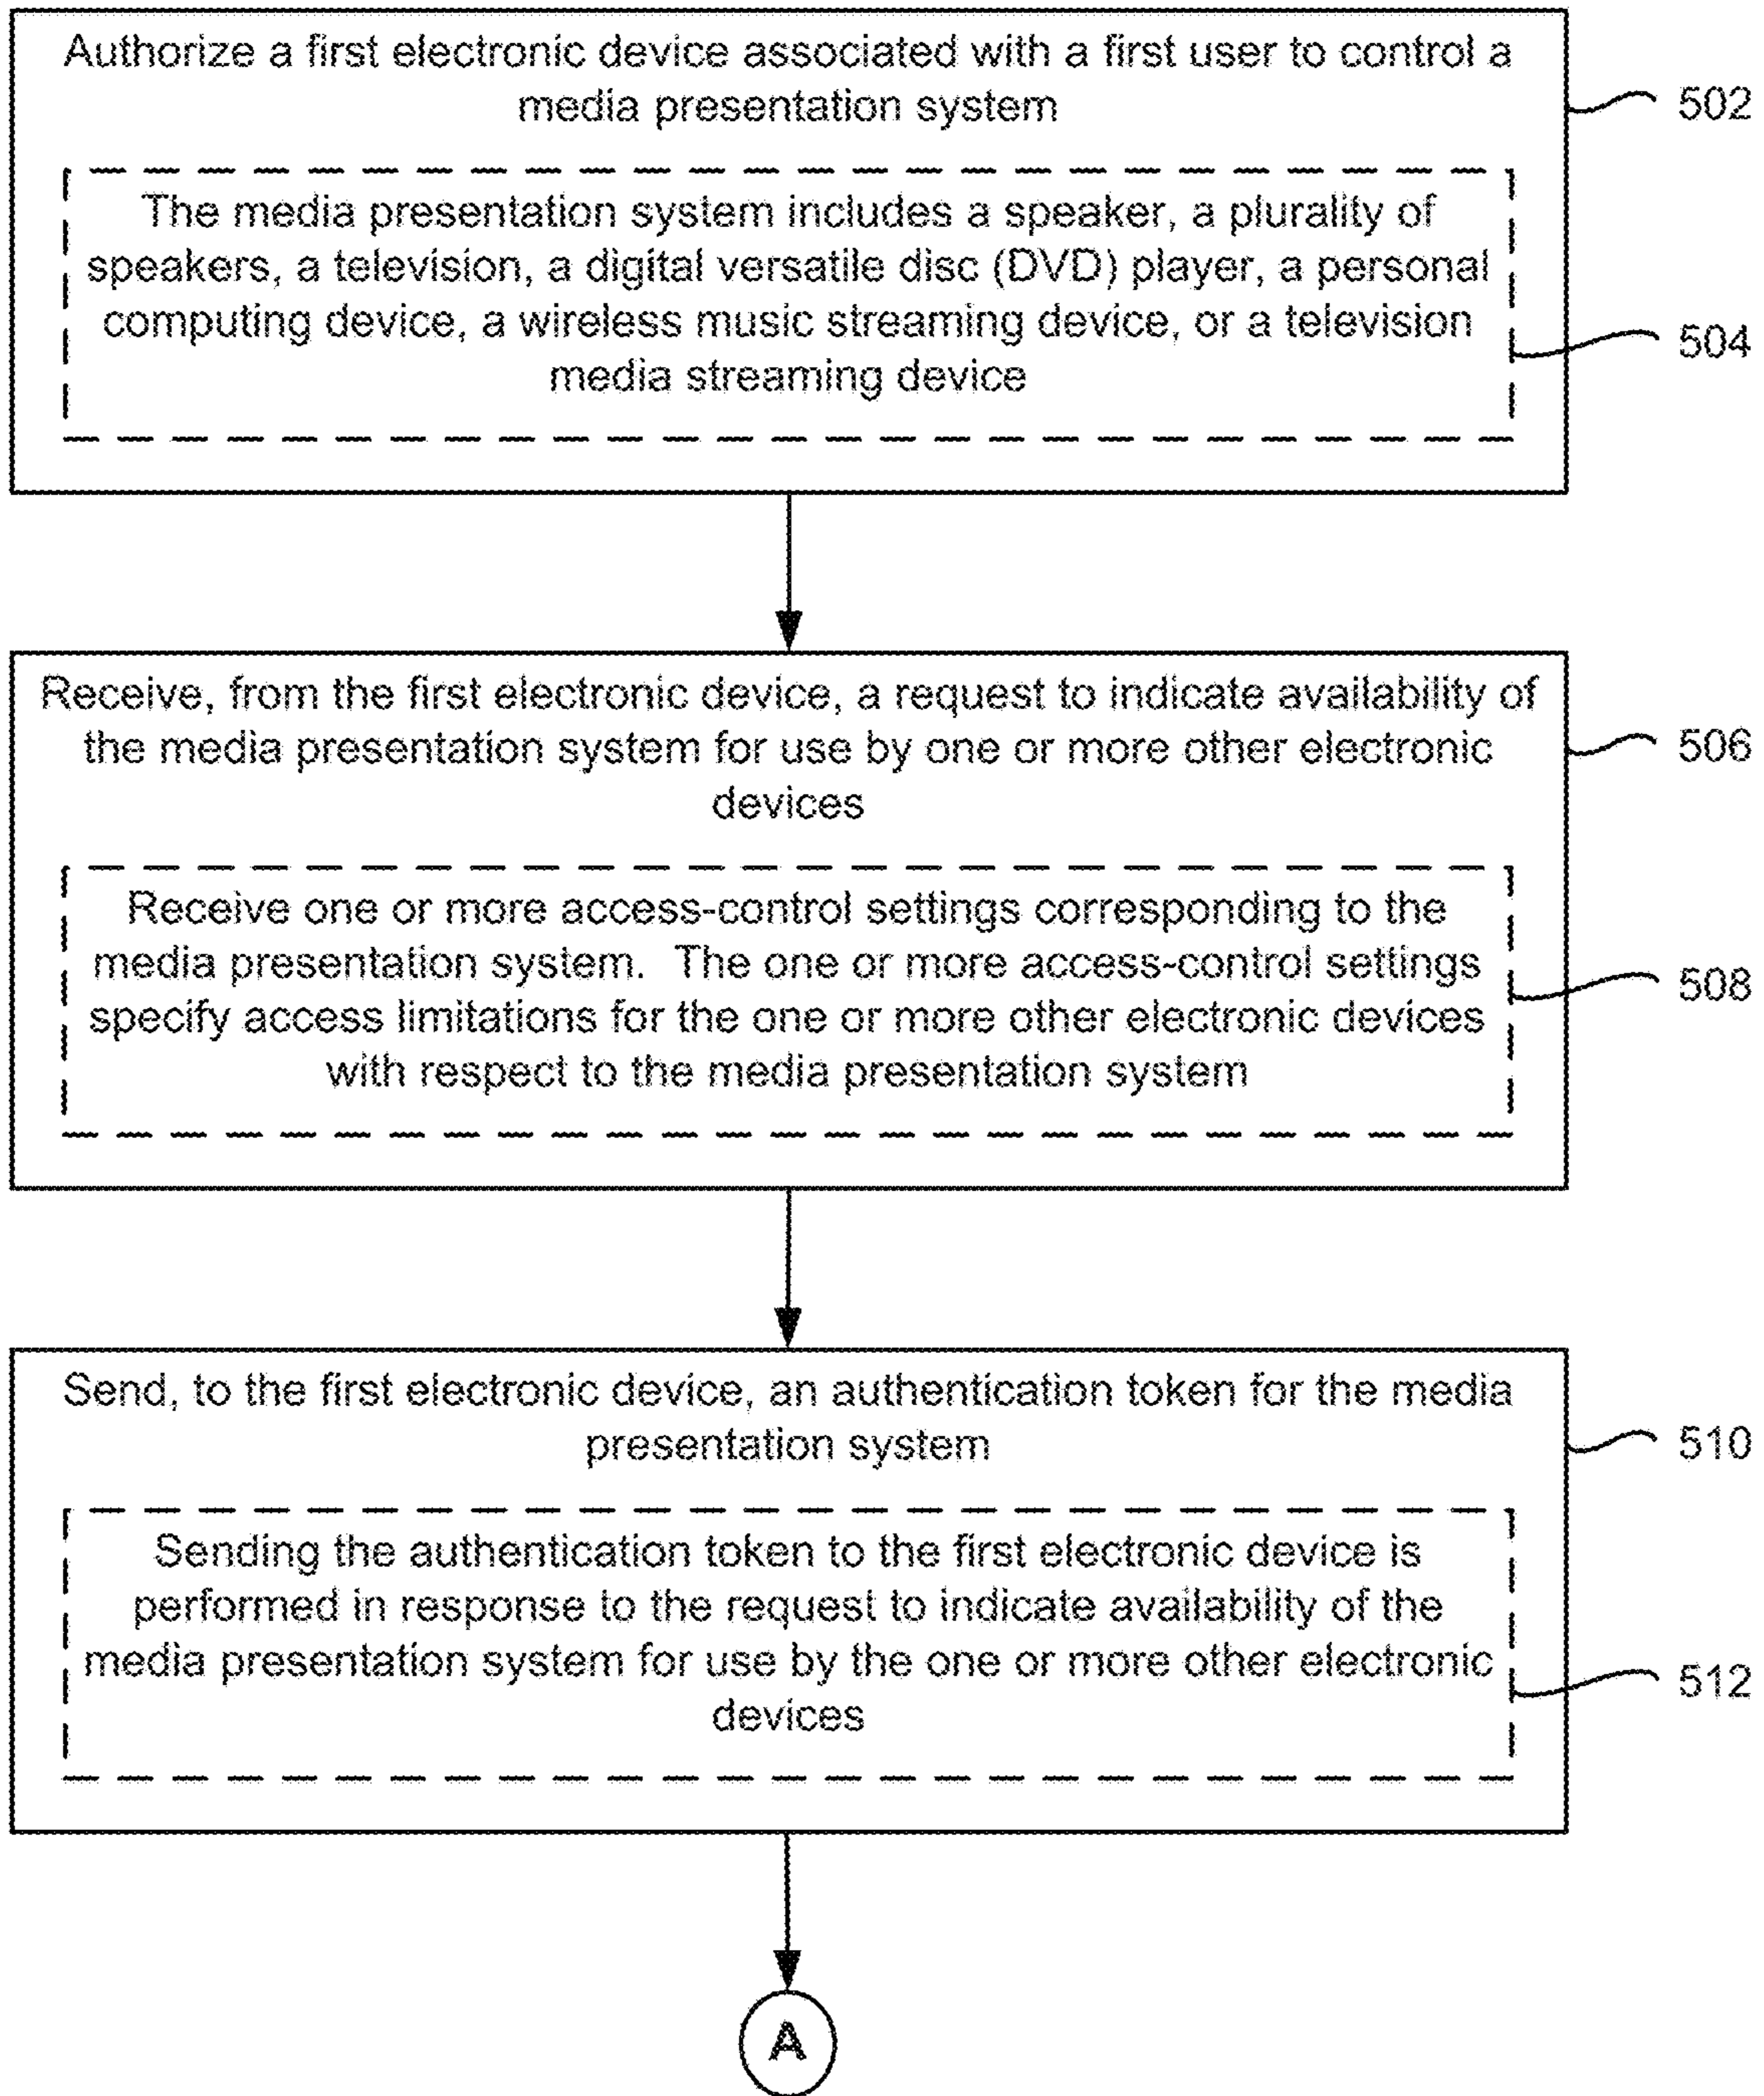 Authorize a first electronic device associated with a first user to control a
media presentation system
502
The media presentation system includes a speaker, a plurality of
speakers, a television, a digital versatile disc (DVD) player, a personal
computing device, a wireless music streaming device, or a television
media streaming device
504
Receive, from the first electronic device, a request to indicate availability of
the media presentation system for use by one or more other electronic
devices
506
Receive one or more access-control settings corresponding to the
media presentation system. The one or more access-control settings
specify access limitations for the one or more other electronic devices
with respect to the media presentation system
508
Send, to the first electronic device, an authentication token for the media
presentation system
510
Sending the authentication token to the first electronic device is
performed in response to the request to indicate availability of the
media presentation system for use by the one or more other electronic
devices
512
A